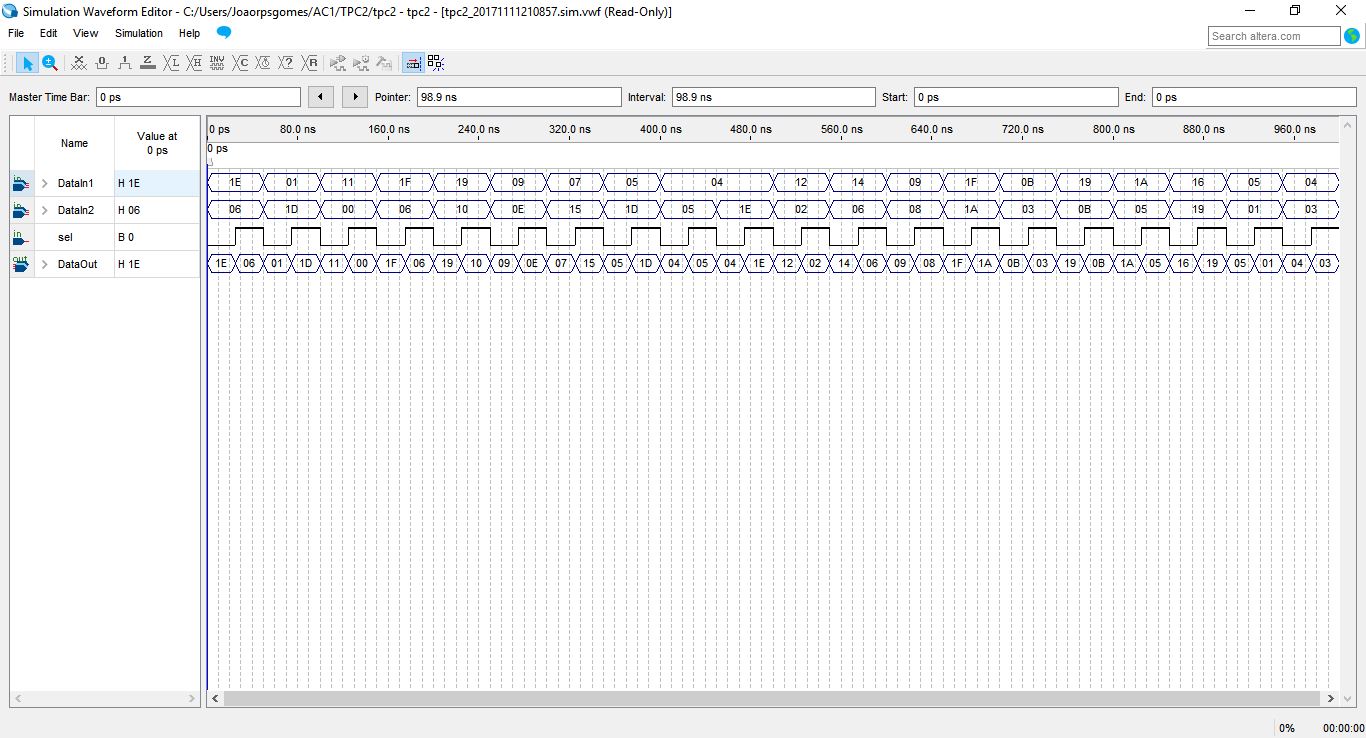 Simulation Waveform Editor - C:/Users/Joaorpsgomes/AC1/TPC2/tpc2 - tpc2 - [tpc2_20171111210857.sim.vwf (Read-Only)]
File Edit View Simulation Help Search altera.com
Master Time Bar: 0 ps Pointer: 98.9 ns Interval: 98.9 ns Start: 0 ps End: 0 ps
Name Value at 0 ps
0 ps 80.0 ns 160.0 ns 240.0 ns 320.0 ns 400.0 ns 480.0 ns 560.0 ns 640.0 ns 720.0 ns 800.0 ns 880.0 ns 960.0 ns
0 ps
in DataIn1 H 1E 1E 01 11 1F 19 09 07 05 04 12 14 09 1F 0B 19 1A 16 05 04
in DataIn2 H 06 06 1D 00 06 10 0E 15 1D 05 1E 02 06 08 1A 03 0B 05 19 01 03
in sel B 0
out DataOut H 1E 1E 06 01 1D 11 00 1F 06 19 10 09 0E 07 15 05 1D 04 05 04 1E 12 02 14 06 09 08 1F 1A 0B 03 19 0B 1A 05 16 19 05 01 04 03
0% 00:00:00